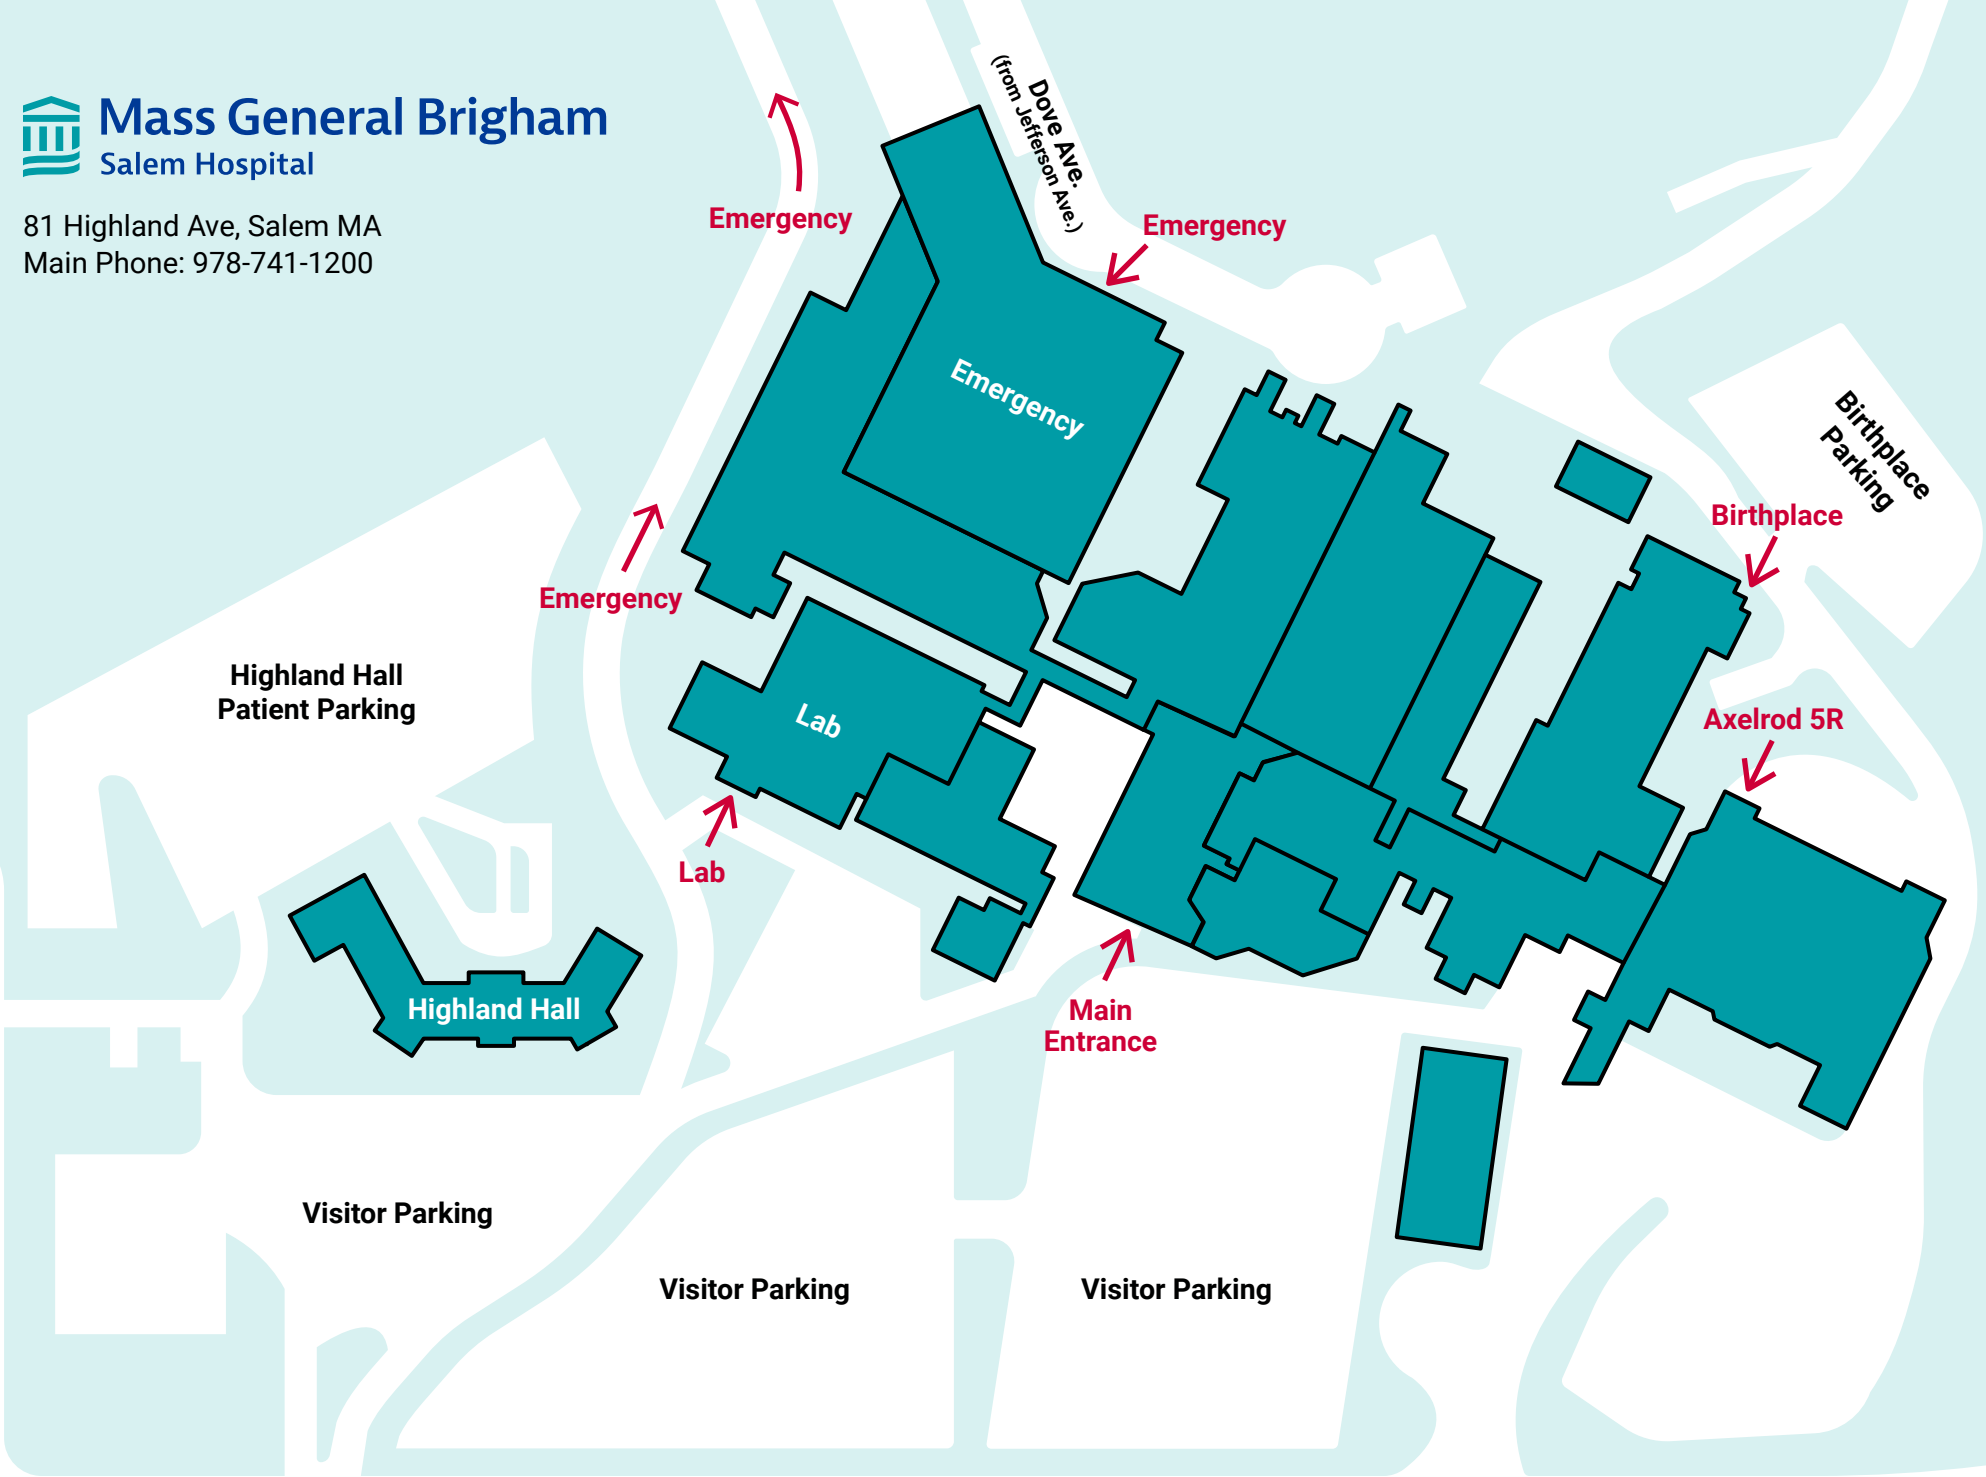 Mass General Brigham
Salem Hospital
81 Highland Ave, Salem MA
Main Phone: 978-741-1200
Dove Ave.
(from Jefferson Ave.)
Emergency
Emergency
Emergency
Birthplace
Parking
Birthplace
Emergency
Highland Hall
Patient Parking
Lab
Axelrod 5R
Lab
Highland Hall
Main
Entrance
Visitor Parking
Visitor Parking
Visitor Parking